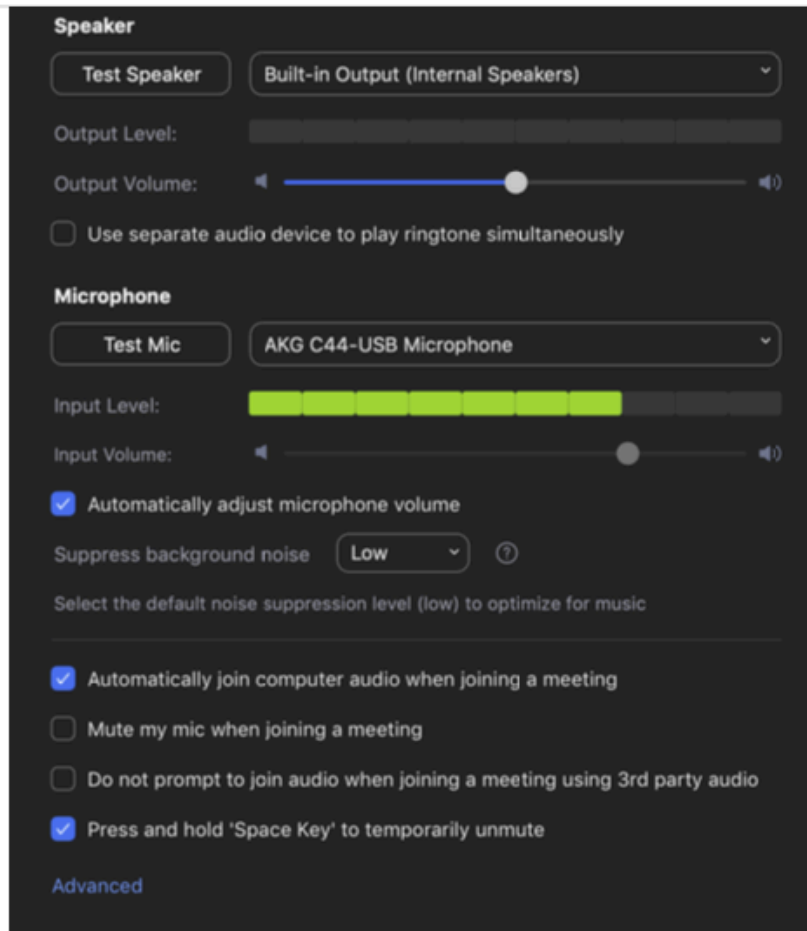 Speaker
Test Speaker Built-in Output (Internal Speakers)
Output Level:
Output Volume:
Use separate audio device to play ringtone simultaneously
Microphone
Test Mic AKG C44-USB Microphone
Input Level:
Input Volume:
Automatically adjust microphone volume
Suppress background noise Low ?
Select the default noise suppression level (low) to optimize for music
Automatically join computer audio when joining a meeting
Mute my mic when joining a meeting
Do not prompt to join audio when joining a meeting using 3rd party audio
Press and hold 'Space Key' to temporarily unmute
Advanced